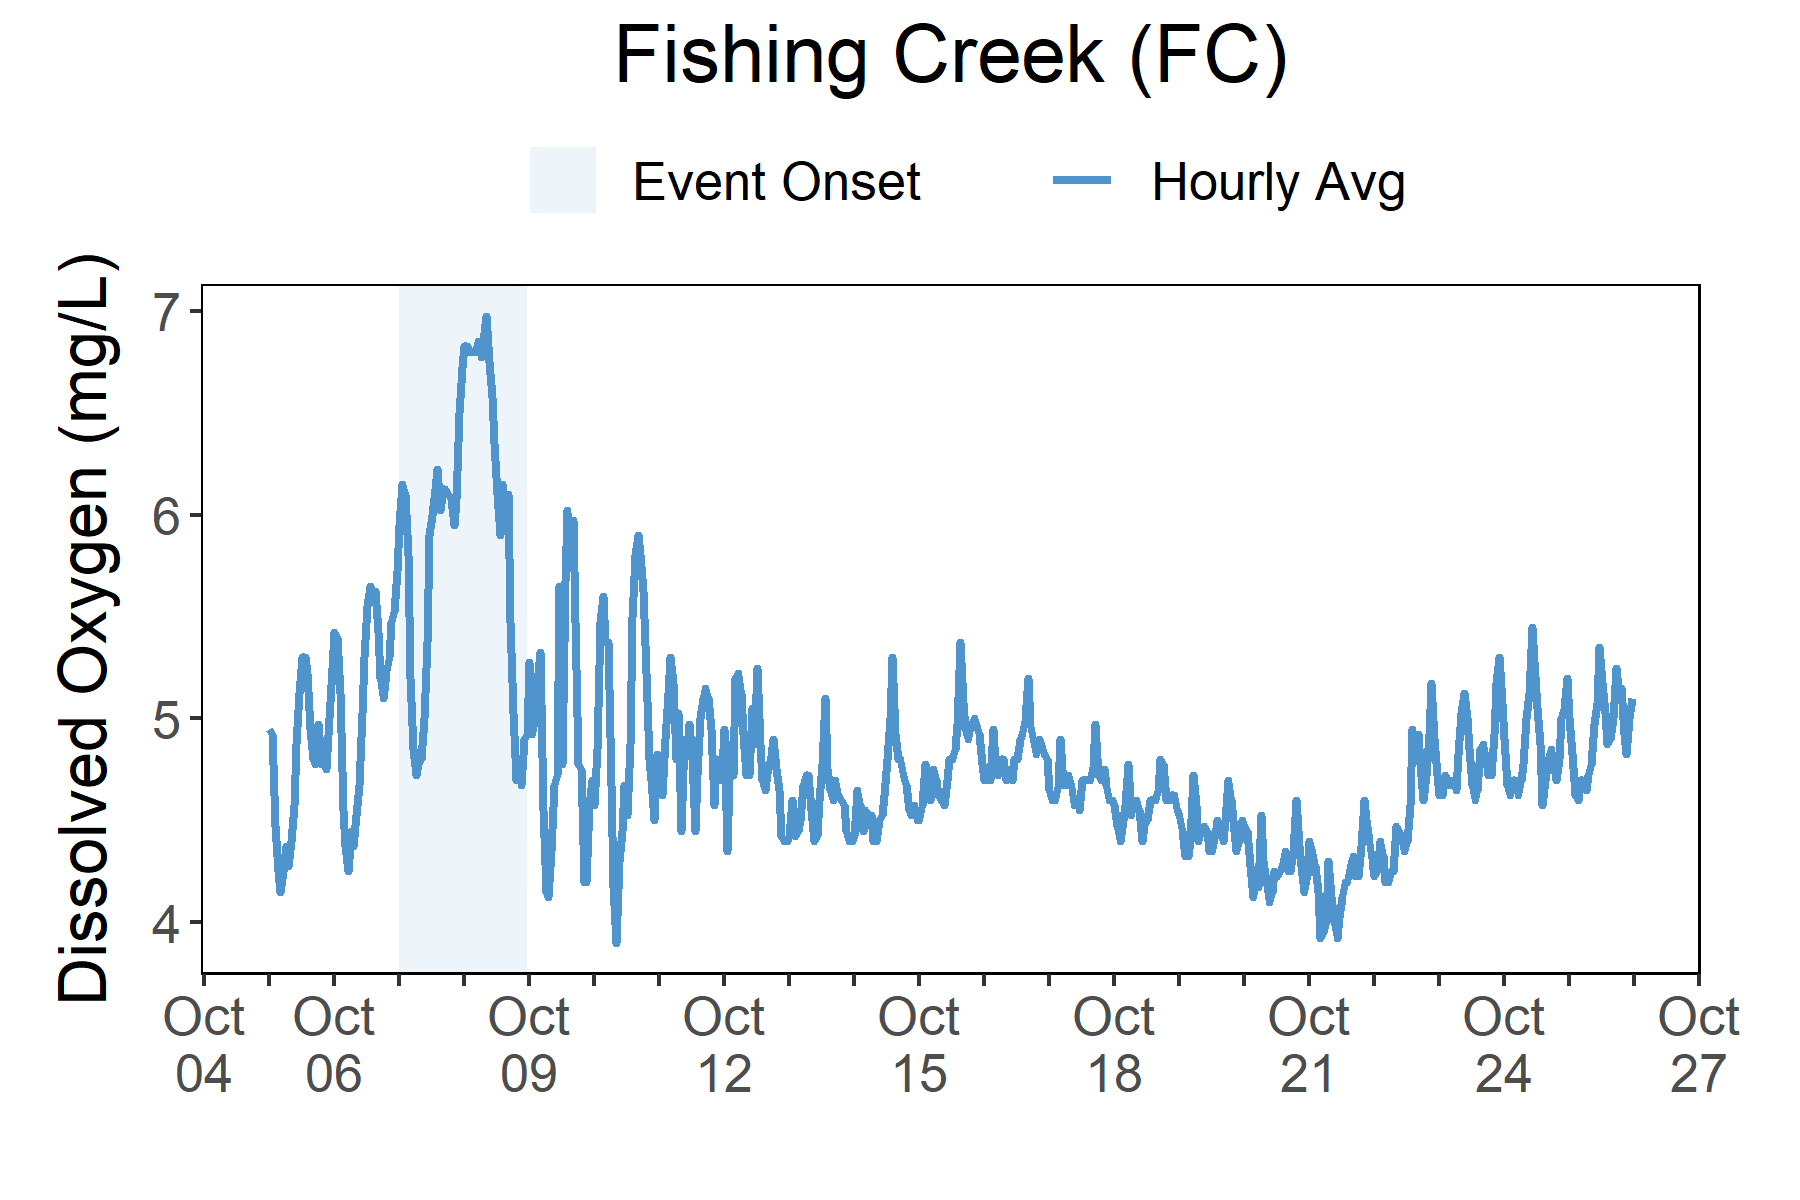 Fishing Creek (FC)
Event Onset
Hourly Avg
Dissolved Oxygen (mg/L)
7
6
5
4
Oct
04
Oct
06
Oct
09
Oct
12
Oct
15
Oct
18
Oct
21
Oct
24
Oct
27